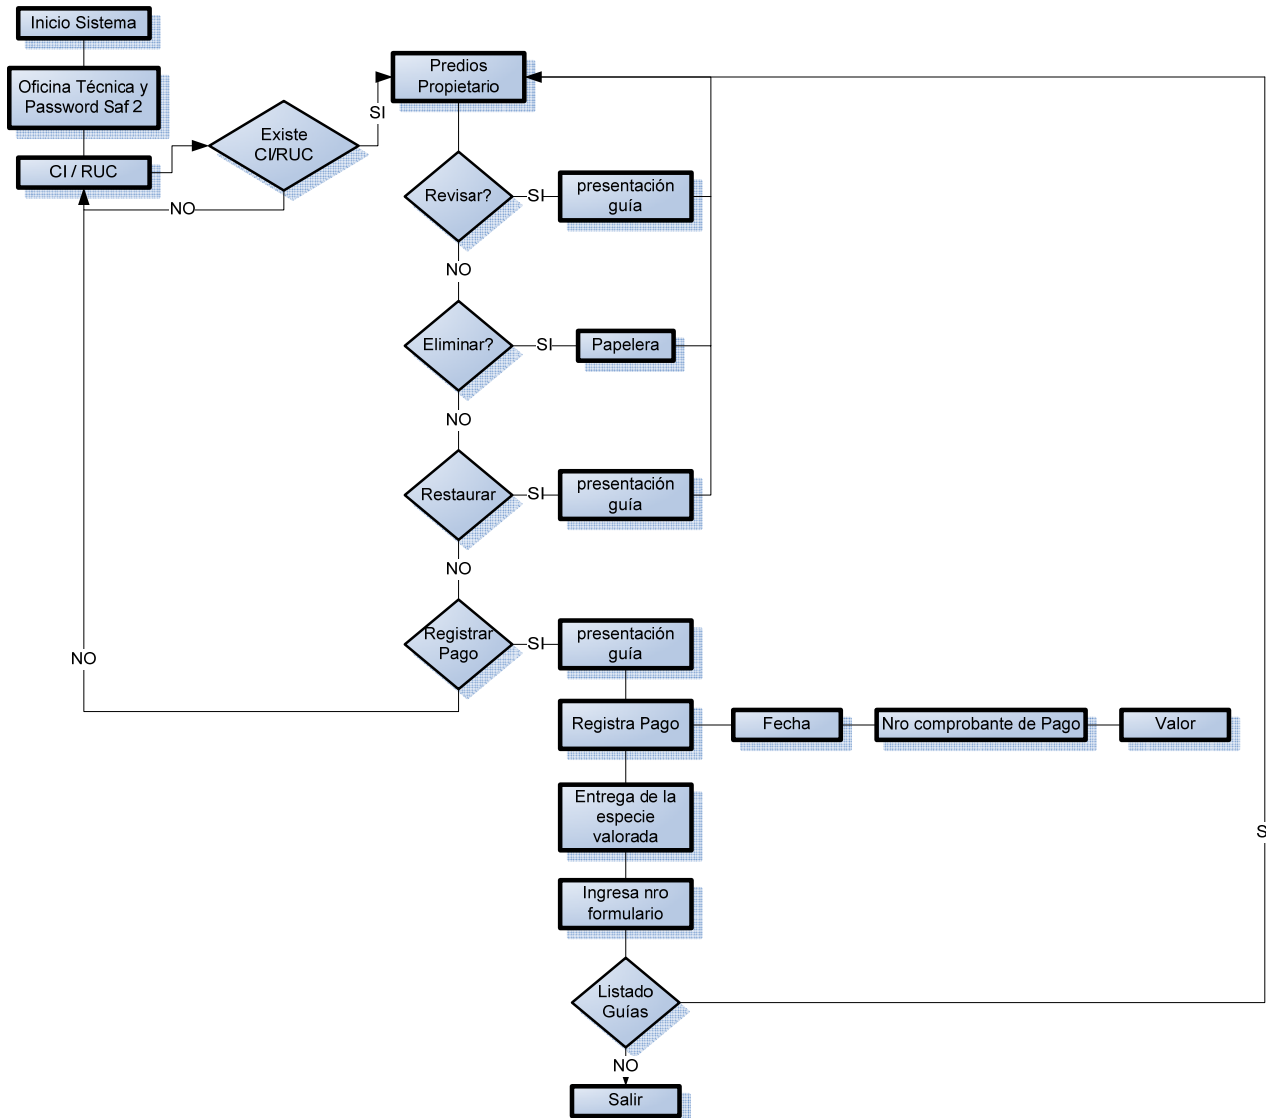 Inicio Sistema
Oficina Técnica y
Password Saf 2
CI / RUC
Existe
CI/RUC
SI
NO
Predios
Propietario
Revisar?
SI
presentación
guía
NO
Eliminar?
SI
Papelera
NO
Restaurar
SI
presentación
guía
NO
Registrar
Pago
SI
presentación
guía
NO
Registra Pago
Fecha
Nro comprobante de Pago
Valor
Entrega de la
especie
valorada
Ingresa nro
formulario
Listado
Guías
S
NO
Salir